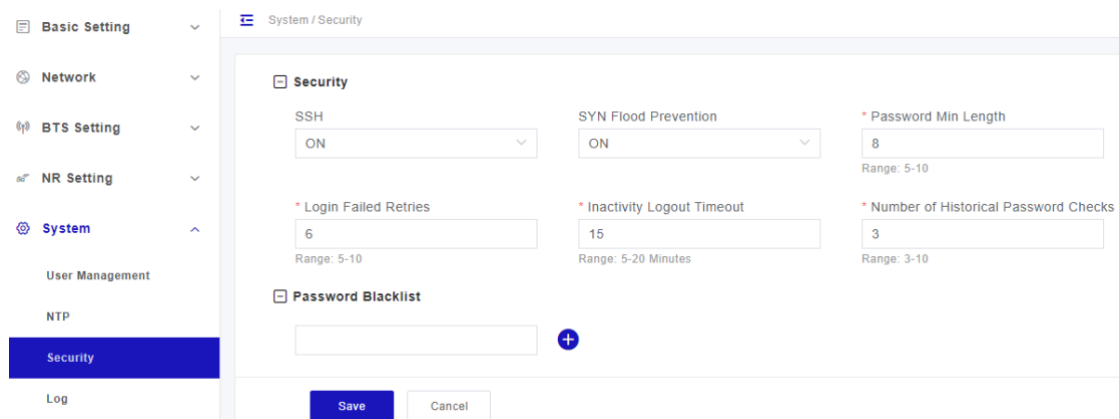 Basic Setting
Network
BTS Setting
NR Setting
System
User Management
NTP
Security
Log
System / Security
Security
SSH
ON
SYN Flood Prevention
ON
* Password Min Length
8
Range: 5-10
* Login Failed Retries
6
Range: 5-10
* Inactivity Logout Timeout
15
Range: 5-20 Minutes
* Number of Historical Password Checks
3
Range: 3-10
Password Blacklist
Save
Cancel